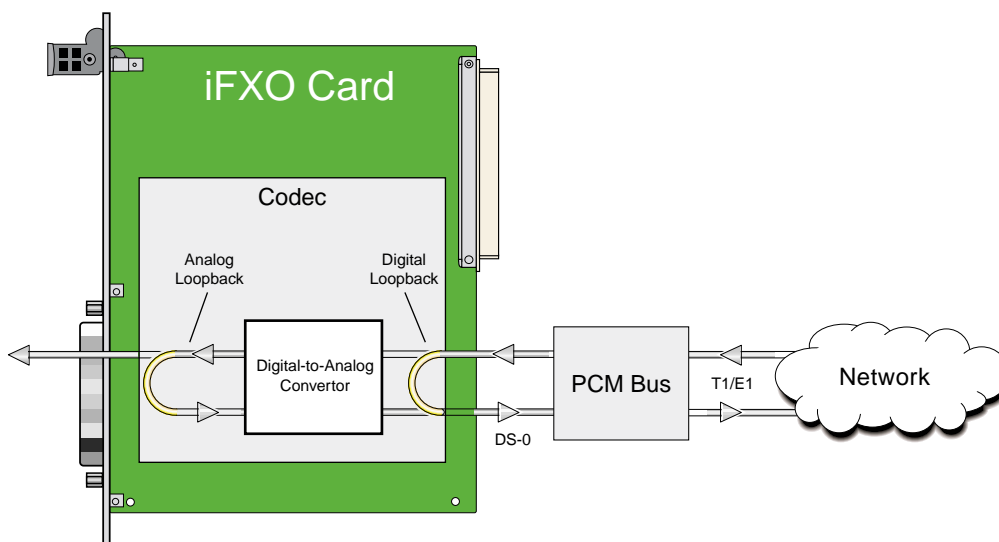 iFXO Card
Codec
Analog
Loopback
Digital
Loopback
Digital-to-Analog
Convertor
PCM Bus
T1/E1
Network
DS-0